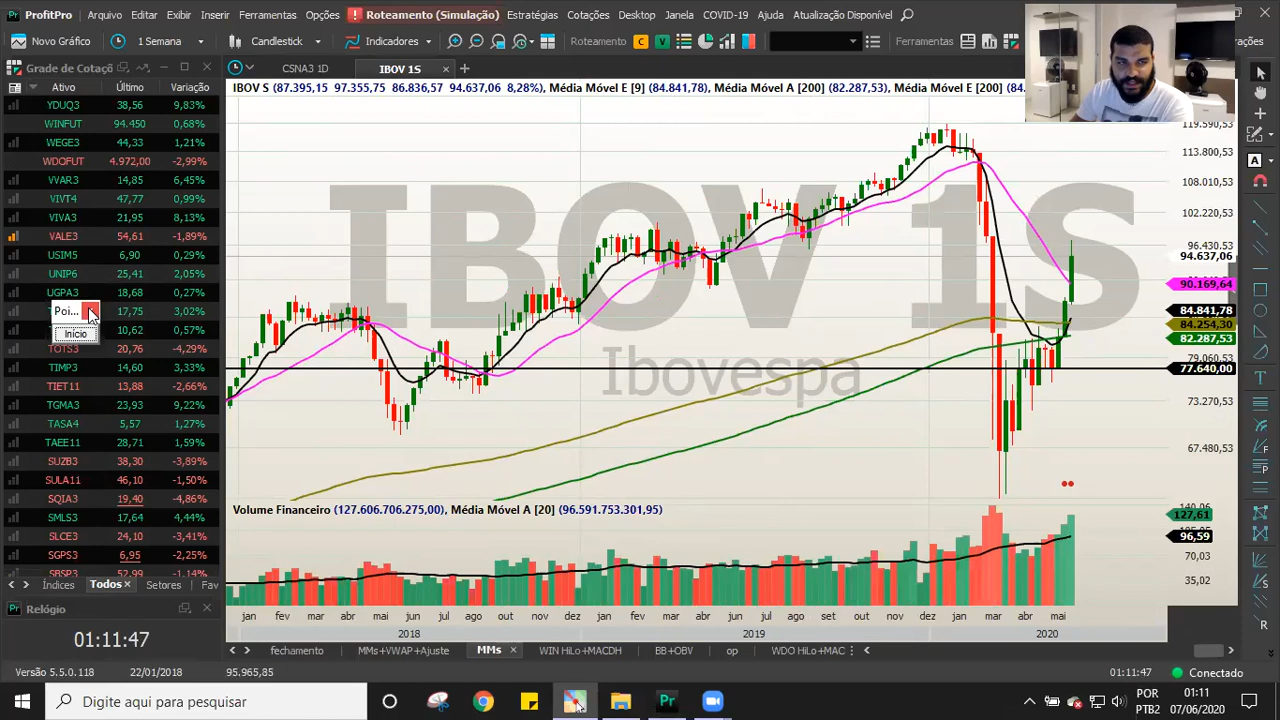 ProfitPro Arquivo Editar Exibir Inserir Ferramentas Opções Roteamento (Simulação) Estratégias Cotações Desktop Janela COVID-19 Ajuda Atualização Disponível
Novo Gráfico 1 Semana Candlestick Indicadores Roteamento C V Ferramentas
Grade de Cotaçõ
CSNA3 1D IBOV 1S
Ativo Último Variação
IBOV S (87.395,15 97.355,75 86.836,57 94.637,06 8,28%), Média Móvel E [9] (84.841,78), Média Móvel A [200] (82.287,53), Média Móvel E [200] (84.
YDUQ3 38,56 9,83%
WINFUT 94.450 0,68%
WEGE3 44,33 1,21%
WDOFUT 4.972,00 -2,99%
VVAR3 14,85 6,45%
VIVT4 47,77 0,99%
VIVA3 21,95 8,13%
VALE3 54,61 -1,89%
USIM5 6,90 0,29%
UNIP6 25,41 2,05%
UGPA3 18,68 0,27%
Poi... 17,75 3,02%
Início 10,62 0,57%
TOTS3 20,76 -4,29%
TIMP3 14,60 3,33%
TIET11 13,88 -2,66%
TGMA3 23,93 9,22%
TASA4 5,57 1,27%
TAEE11 28,71 1,59%
SUZB3 38,30 -3,89%
SULA11 46,10 -1,50%
SQIA3 19,40 -4,86%
SMLS3 17,64 4,44%
SLCE3 24,10 -3,41%
SGPS3 6,95 -2,25%
SBSP3 52,99 -1,14%
Índices Todos Setores Fav
IBOV 1S
Ibovespa
119.590,53
113.800,53
108.010,53
102.220,53
96.430,53
94.637,06
90.169,64
84.841,78
84.254,30
82.287,53
79.060,53
77.640,00
73.270,53
67.480,53
Volume Financeiro (127.606.706.275,00), Média Móvel A [20] (96.591.753.301,95)
140,06
127,61
96,59
70,03
35,02
jan fev mar abr mai jul ago out nov dez jan fev mar abr mai jun jul ago set out nov dez jan mar abr mai
2018 2019 2020
Relógio
01:11:47
fechamento MMs+VWAP+Ajuste MMs WIN HiLo+MACDH BB+OBV op WDO HiLo+MAC
Versão 5.5.0.118 22/01/2018 95.965,85 01:11:47 Conectado
Digite aqui para pesquisar
Pr
POR
PTB2
01:11
07/06/2020